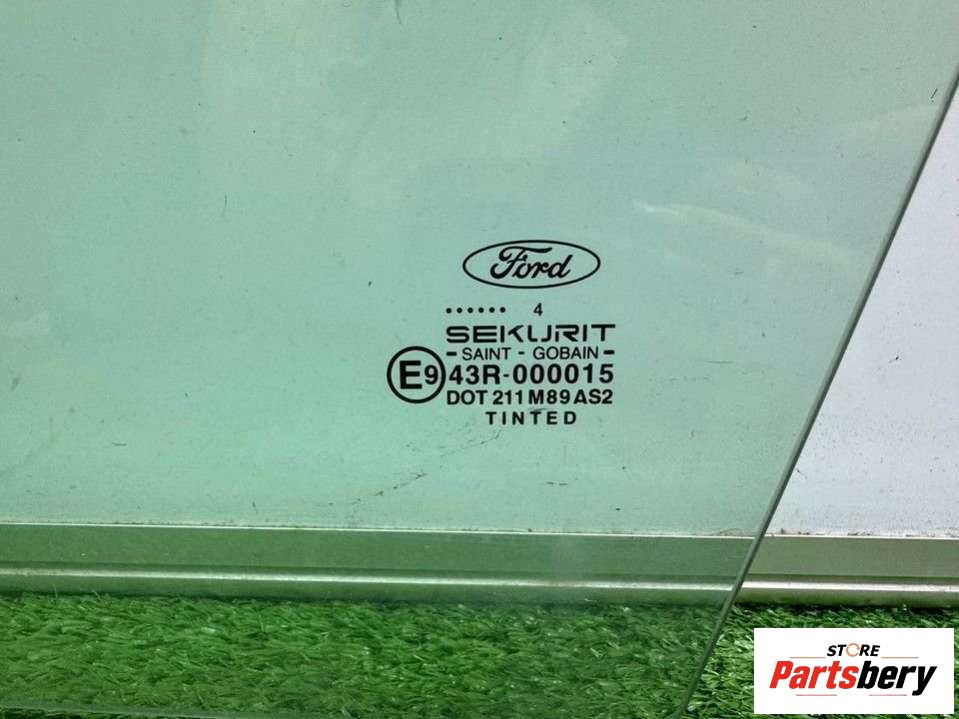 Ford
...... 4
SEKURIT
- SAINT - GOBAIN -
E9 43R-000015
DOT 211 M89 AS2
TINTED
STORE
Partsbery